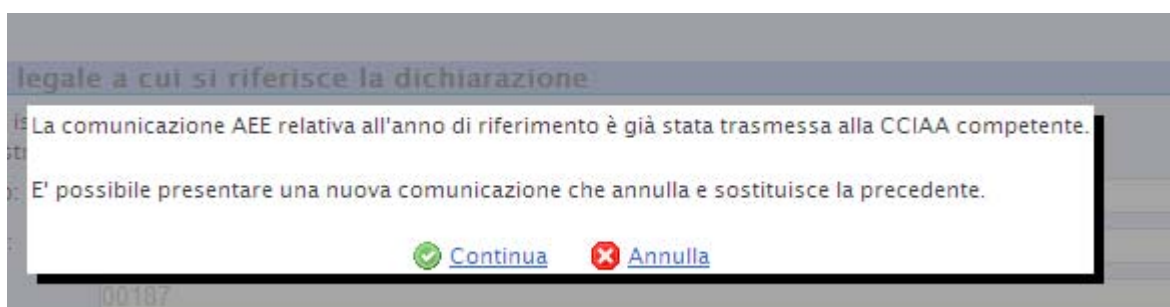 legale a cui si riferisce la dichiarazione
La comunicazione AEE relativa all'anno di riferimento è già stata trasmessa alla CCIAA competente.
E' possibile presentare una nuova comunicazione che annulla e sostituisce la precedente.
Continua Annulla
00187